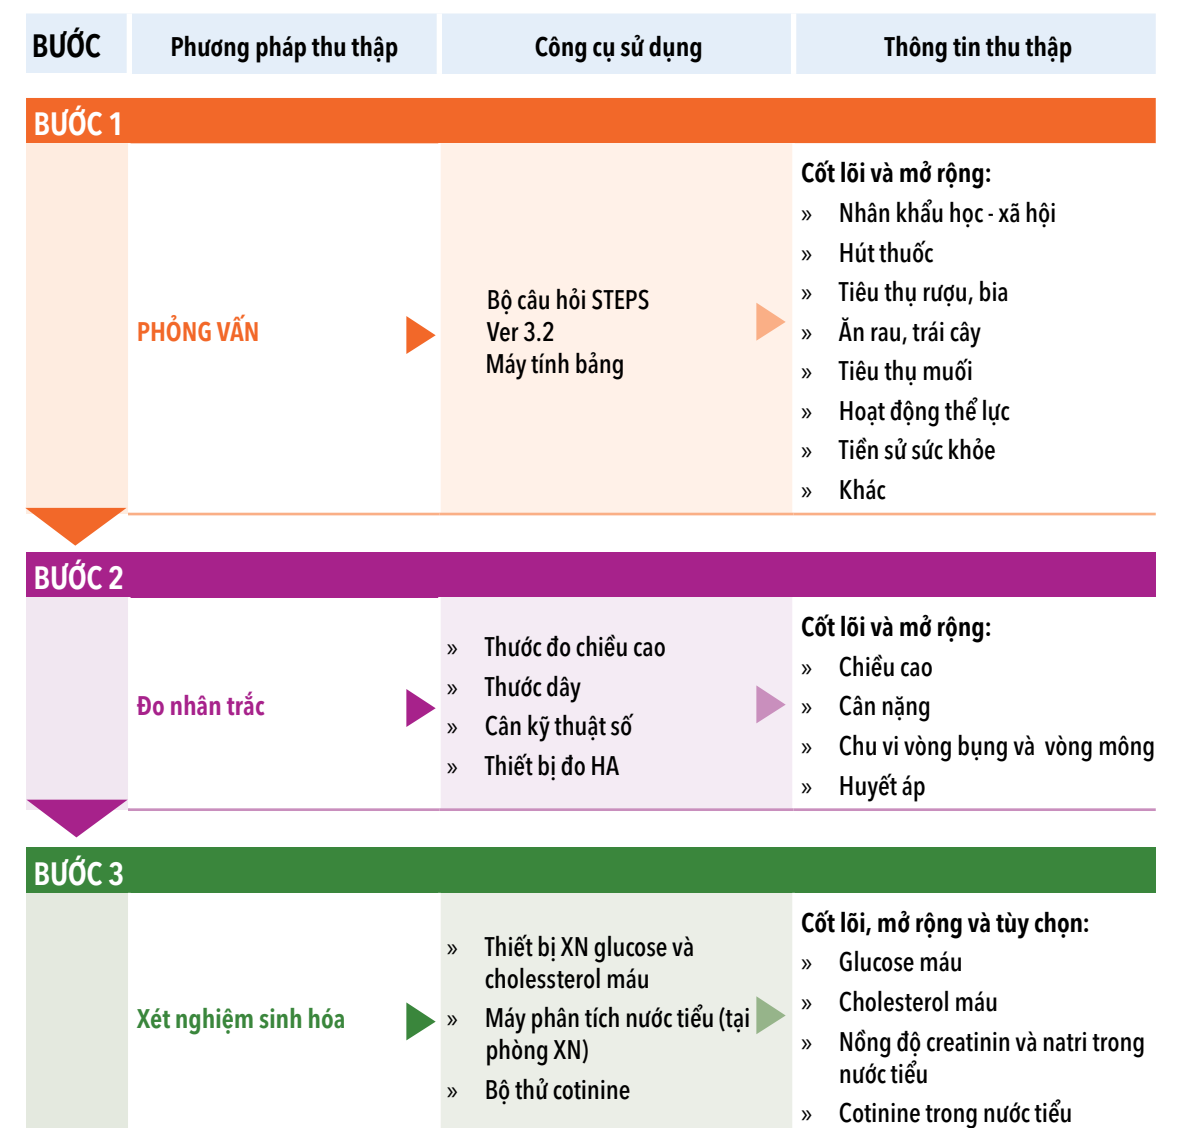 BƯỚC
Phương pháp thu thập
Công cụ sử dụng
Thông tin thu thập
BƯỚC 1
PHỎNG VẤN
Bộ câu hỏi STEPS
Ver 3.2
Máy tính bảng
Cốt lõi và mở rộng:
» Nhân khẩu học - xã hội
» Hút thuốc
» Tiêu thụ rượu, bia
» Ăn rau, trái cây
» Tiêu thụ muối
» Hoạt động thể lực
» Tiền sử sức khỏe
» Khác
BƯỚC 2
Đo nhân trắc
» Thước đo chiều cao
» Thước dây
» Cân kỹ thuật số
» Thiết bị đo HA
Cốt lõi và mở rộng:
» Chiều cao
» Cân nặng
» Chu vi vòng bụng và vòng mông
» Huyết áp
BƯỚC 3
Xét nghiệm sinh hóa
» Thiết bị XN glucose và
cholessterol máu
» Máy phân tích nước tiểu (tại
phòng XN)
» Bộ thử cotinine
Cốt lõi, mở rộng và tùy chọn:
» Glucose máu
» Cholesterol máu
» Nồng độ creatinin và natri trong
nước tiểu
» Cotinine trong nước tiểu